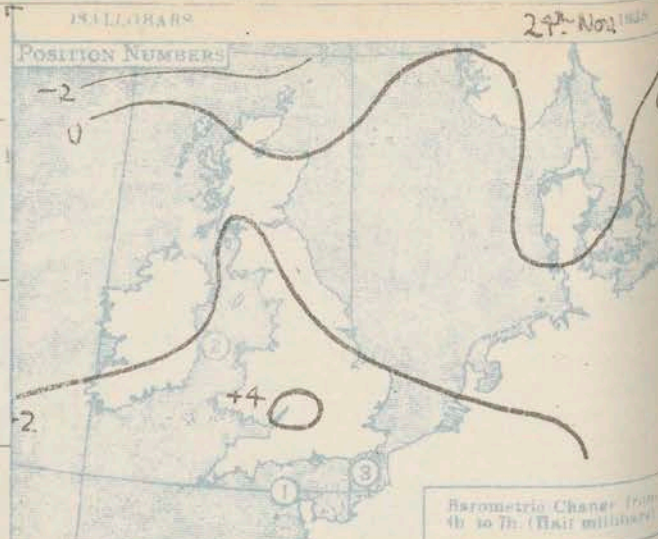 MILLIBARS
24th Nov
POSITION NUMBERS
-2
0
2
+4
-2
3
1
Barometric Change from
4h to 7h. (Half millibars)